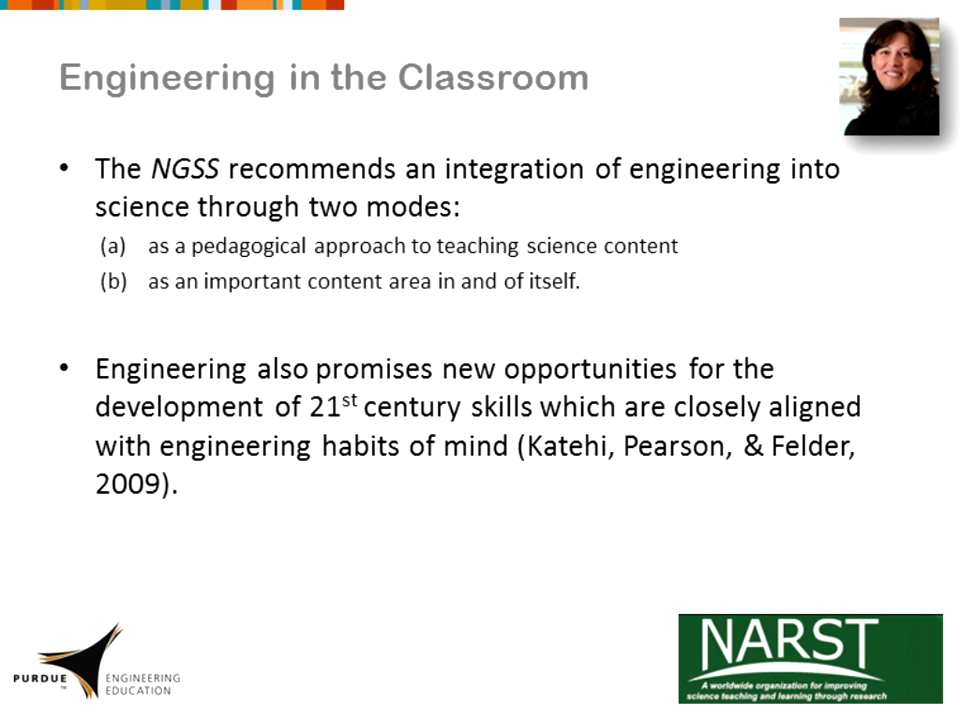 Engineering in the Classroom
• The NGSS recommends an integration of engineering into
science through two modes:
(a) as a pedagogical approach to teaching science content
(b) as an important content area in and of itself.
• Engineering also promises new opportunities for the
development of 21st century skills which are closely aligned
with engineering habits of mind (Katehi, Pearson, & Felder,
2009).
PURDUE™ ENGINEERING
EDUCATION
NARST
A worldwide organization for improving
science teaching and learning through research